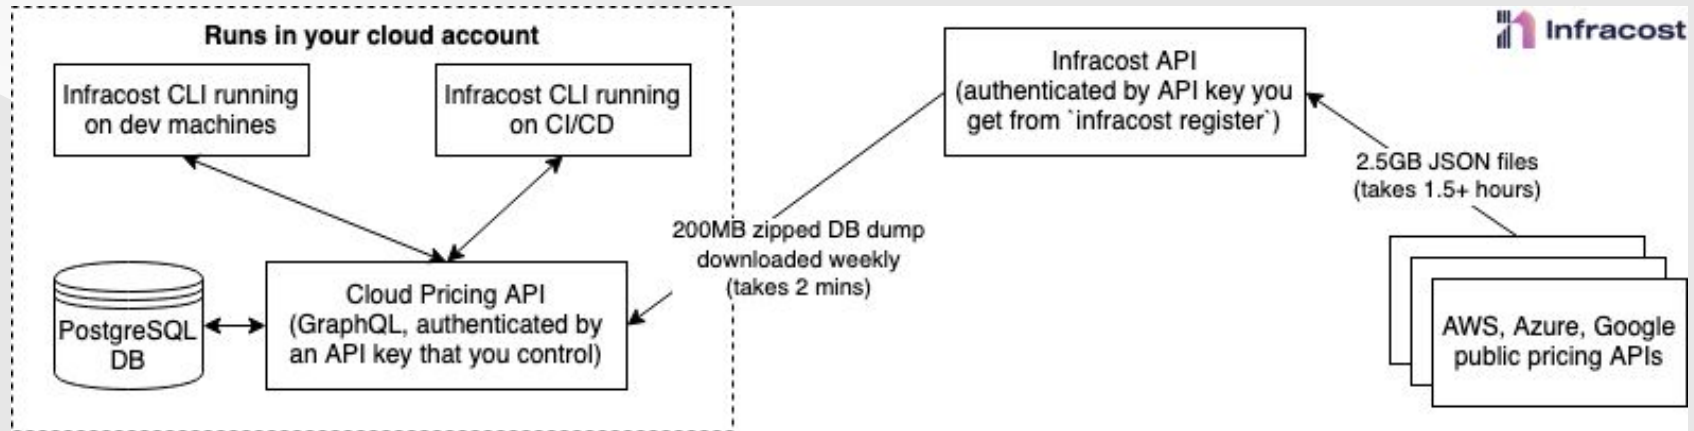 Runs in your cloud account
Infracost CLI running
on dev machines
Infracost CLI running
on CI/CD
PostgreSQL
DB
Cloud Pricing API
(GraphQL, authenticated by
an API key that you control)
200MB zipped DB dump
downloaded weekly
(takes 2 mins)
Infracost API
(authenticated by API key you
get from `infracost register`)
Infracost
2.5GB JSON files
(takes 1.5+ hours)
AWS, Azure, Google
public pricing APIs